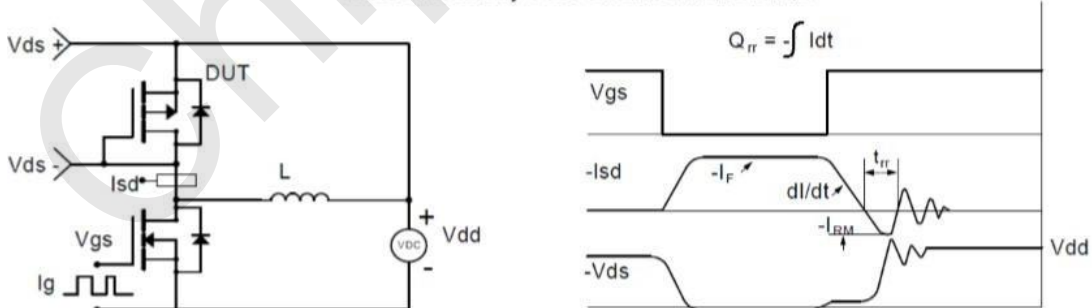 Vds +
DUT
Vds -
Isd
L
Vgs
Ig
VDC
+
-
Vdd
Qrr = -∫ Idt
Vgs
-Isd
-IF
dI/dt
trr
-IRM
Vdd
-Vds